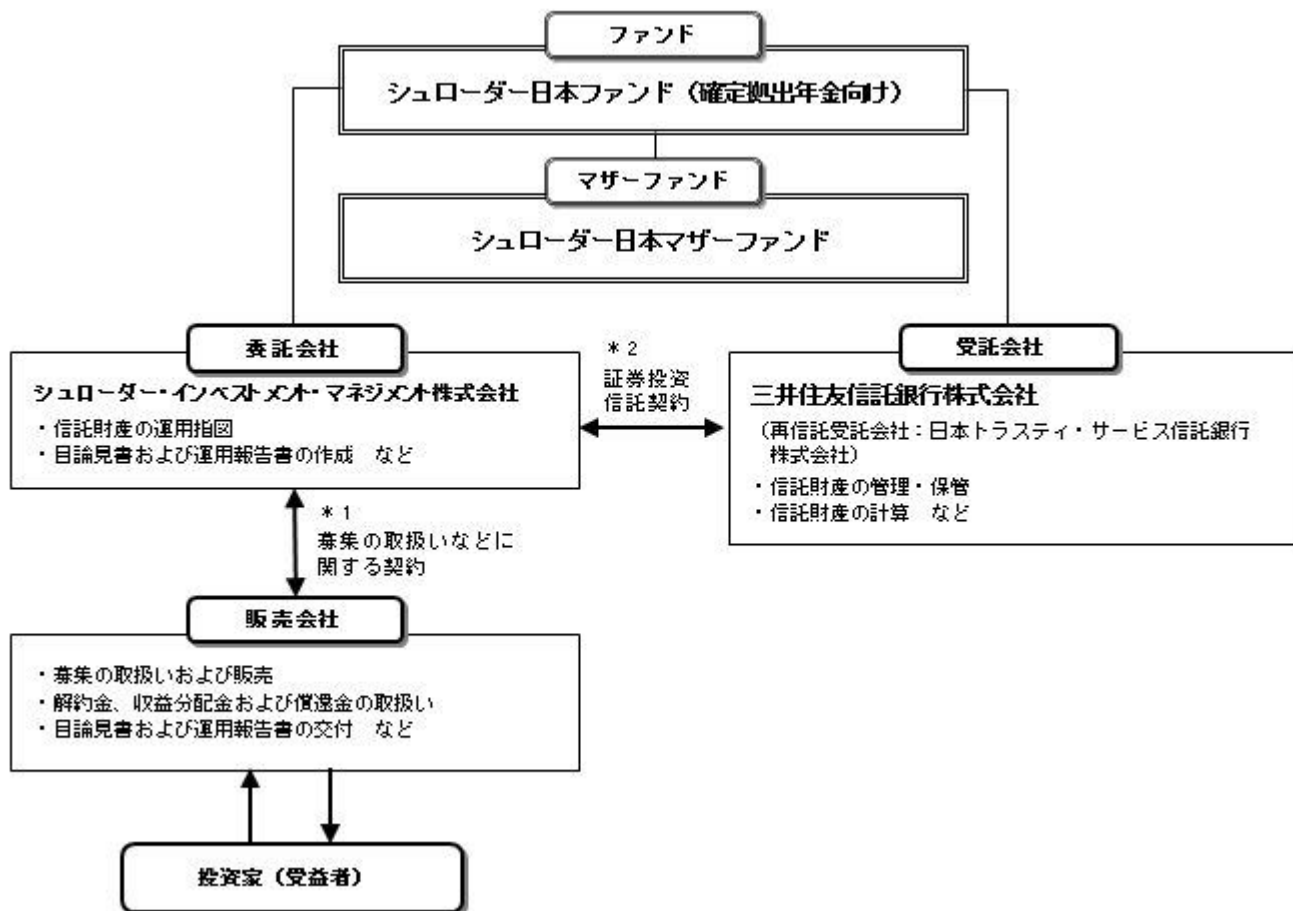 ファンド
シュローダー日本ファンド（確定拠出年金向け）
マザーファンド
シュローダー日本マザーファンド
委託会社
シュローダー・インベストメント・マネジメント株式会社
・信託財産の運用指図
・目論見書および運用報告書の作成　など
＊２
証券投資
信託契約
受託会社
三井住友信託銀行株式会社
（再信託受託会社：日本トラスティ・サービス信託銀行
株式会社）
・信託財産の管理・保管
・信託財産の計算　など
＊１
募集の取扱いなどに
関する契約
販売会社
・募集の取扱いおよび販売
・解約金、収益分配金および償還金の取扱い
・目論見書および運用報告書の交付　など
投資家（受益者）